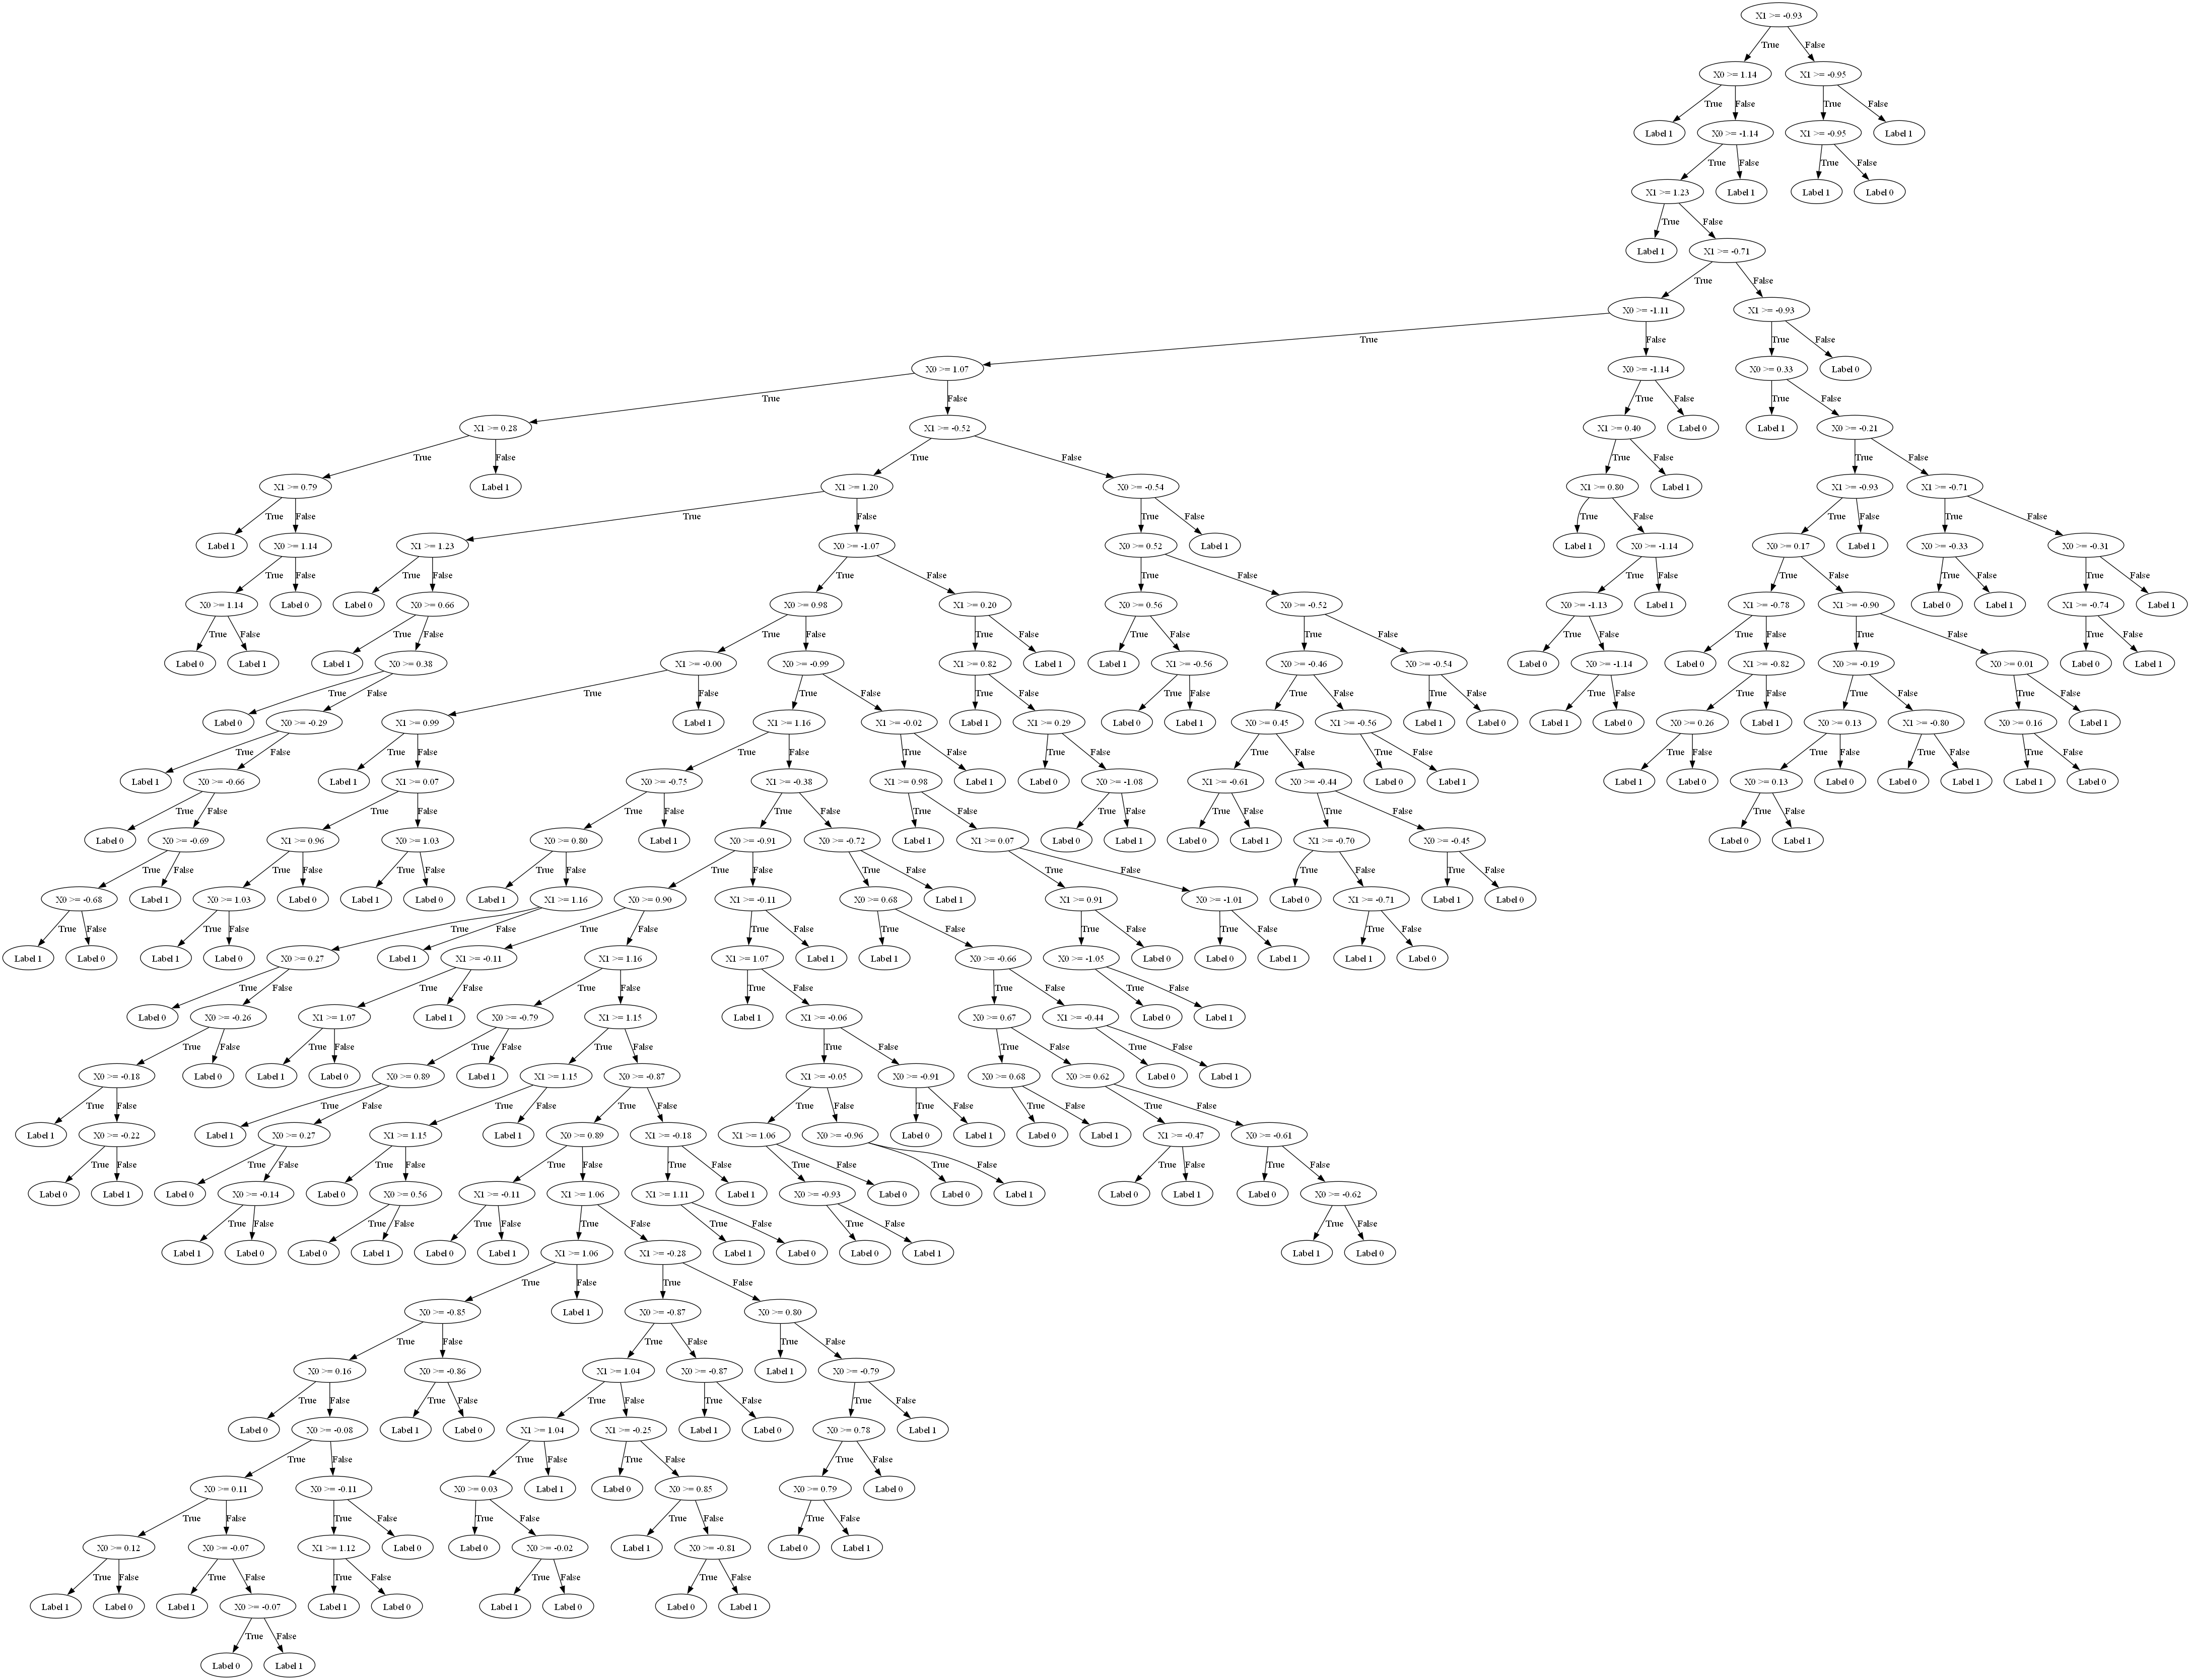 X1 >= -0.93
True False
X0 >= 1.14 X1 >= -0.95
True False True False
Label 1 X0 >= -1.14 X1 >= -0.95 Label 1
True False True False
X1 >= 1.23 Label 1 Label 1 Label 0
True False
Label 1 X1 >= -0.71
True False
X0 >= -1.11 X1 >= -0.93
True False True False
X0 >= 1.07 X0 >= -1.14 X0 >= 0.33 Label 0
True False True False True False
X1 >= 0.28 X1 >= -0.52 X1 >= 0.40 Label 0 Label 1 X0 >= -0.21
True False True False True False True False
X1 >= 0.79 Label 1 X1 >= 1.20 X0 >= -0.54 X1 >= 0.80 Label 1 X1 >= -0.93 X1 >= -0.71
True False True False True False True False True False True False
Label 1 X0 >= 1.14 X1 >= 1.23 X0 >= -1.07 X0 >= 0.52 Label 1 Label 1 X0 >= -1.14 X0 >= 0.17 Label 1 X0 >= -0.33 X0 >= -0.31
True False True False True False True False True False True False True False True False
X0 >= 1.14 Label 0 Label 0 X0 >= 0.66 X0 >= 0.98 X1 >= 0.20 X0 >= 0.56 X0 >= -0.52 X0 >= -1.13 Label 1 X1 >= -0.78 X1 >= -0.90 Label 0 Label 1 X1 >= -0.74 Label 1
True False True False True False True False True False True False True False True False True False True False
Label 0 Label 1 Label 1 X0 >= 0.38 X1 >= -0.00 X0 >= -0.99 X1 >= 0.82 Label 1 Label 1 X1 >= -0.56 X0 >= -0.46 X0 >= -0.54 Label 0 X0 >= -1.14 Label 0 X1 >= -0.82 X0 >= -0.19 X0 >= 0.01 Label 0 Label 1
True False True False True False True False True False True False True False True False True False True False True False
Label 0 X0 >= -0.29 X1 >= 0.99 Label 1 X1 >= 1.16 X1 >= -0.02 Label 1 X1 >= 0.29 Label 0 Label 1 X0 >= 0.45 X1 >= -0.56 Label 1 Label 0 Label 1 Label 0 X0 >= 0.26 Label 1 X0 >= 0.13 X1 >= -0.80 X0 >= 0.16 Label 1
True False True False True False True False True False True False True False True False True False True False True False
Label 1 X0 >= -0.66 Label 1 X1 >= 0.07 X0 >= -0.75 X1 >= -0.38 X1 >= 0.98 Label 1 Label 0 X0 >= -1.08 X1 >= -0.61 X0 >= -0.44 Label 0 Label 1 Label 1 Label 0 X0 >= 0.13 Label 0 Label 0 Label 1 Label 1 Label 0
True False True False True False True False True False True False True False True False True False
Label 0 X0 >= -0.69 X1 >= 0.96 X0 >= 1.03 X0 >= 0.80 Label 1 X0 >= -0.91 X0 >= -0.72 Label 1 X1 >= 0.07 Label 0 Label 1 Label 0 Label 1 X1 >= -0.70 X0 >= -0.45 Label 0 Label 1
True False True False True False True False True False True False True False True False True False
X0 >= -0.68 Label 1 X0 >= 1.03 Label 0 Label 1 Label 0 Label 1 X1 >= 1.16 X0 >= 0.90 X1 >= -0.11 X0 >= 0.68 Label 1 X1 >= 0.91 X0 >= -1.01 Label 0 X1 >= -0.71 Label 1 Label 0
True False True False True False True False True False True False True False True False True False
Label 1 Label 0 Label 1 Label 0 X0 >= 0.27 Label 1 X1 >= -0.11 X1 >= 1.16 X1 >= 1.07 Label 1 Label 1 X0 >= -0.66 X0 >= -1.05 Label 0 Label 0 Label 1 Label 1 Label 0
True False True False True False True False True False True False
Label 0 X0 >= -0.26 X1 >= 1.07 Label 1 X0 >= -0.79 X1 >= 1.15 Label 1 X1 >= -0.06 X0 >= 0.67 X1 >= -0.44 Label 0 Label 1
True False True False True False True False True False True False True False
X0 >= -0.18 Label 0 Label 1 Label 0 X0 >= 0.89 Label 1 X1 >= 1.15 X0 >= -0.87 X1 >= -0.05 X0 >= -0.91 X0 >= 0.68 X0 >= 0.62 Label 0 Label 1
True False True False True False True False True False True False True False True False
Label 1 X0 >= -0.22 Label 1 X0 >= 0.27 X1 >= 1.15 Label 1 X0 >= 0.89 X1 >= -0.18 X1 >= 1.06 X0 >= -0.96 Label 0 Label 1 Label 0 Label 1 X1 >= -0.47 X0 >= -0.61
True False True False True False True False True False True False True False True False True False
Label 0 Label 1 Label 0 X0 >= -0.14 Label 0 X0 >= 0.56 X1 >= -0.11 X1 >= 1.06 X1 >= 1.11 Label 1 X0 >= -0.93 Label 0 Label 0 Label 1 Label 0 Label 1 Label 0 X0 >= -0.62
True False True False True False True False True False True False True False
Label 1 Label 0 Label 0 Label 1 Label 0 Label 1 X1 >= 1.06 X1 >= -0.28 Label 1 Label 0 Label 0 Label 1 Label 1 Label 0
True False True False
X0 >= -0.85 Label 1 X0 >= -0.87 X0 >= 0.80
True False True False True False
X0 >= 0.16 X0 >= -0.86 X1 >= 1.04 X0 >= -0.87 Label 1 X0 >= -0.79
True False True False True False True False True False
Label 0 X0 >= -0.08 Label 1 Label 0 X1 >= 1.04 X1 >= -0.25 Label 1 Label 0 X0 >= 0.78 Label 1
True False True False True False True False
X0 >= 0.11 X0 >= -0.11 X0 >= 0.03 Label 1 Label 0 X0 >= 0.85 X0 >= 0.79 Label 0
True False True False True False True False True False
X0 >= 0.12 X0 >= -0.07 X1 >= 1.12 Label 0 Label 0 X0 >= -0.02 Label 1 X0 >= -0.81 Label 0 Label 1
True False True False True False True False True False
Label 1 Label 0 Label 1 X0 >= -0.07 Label 1 Label 0 Label 1 Label 0 Label 0 Label 1
True False
Label 0 Label 1